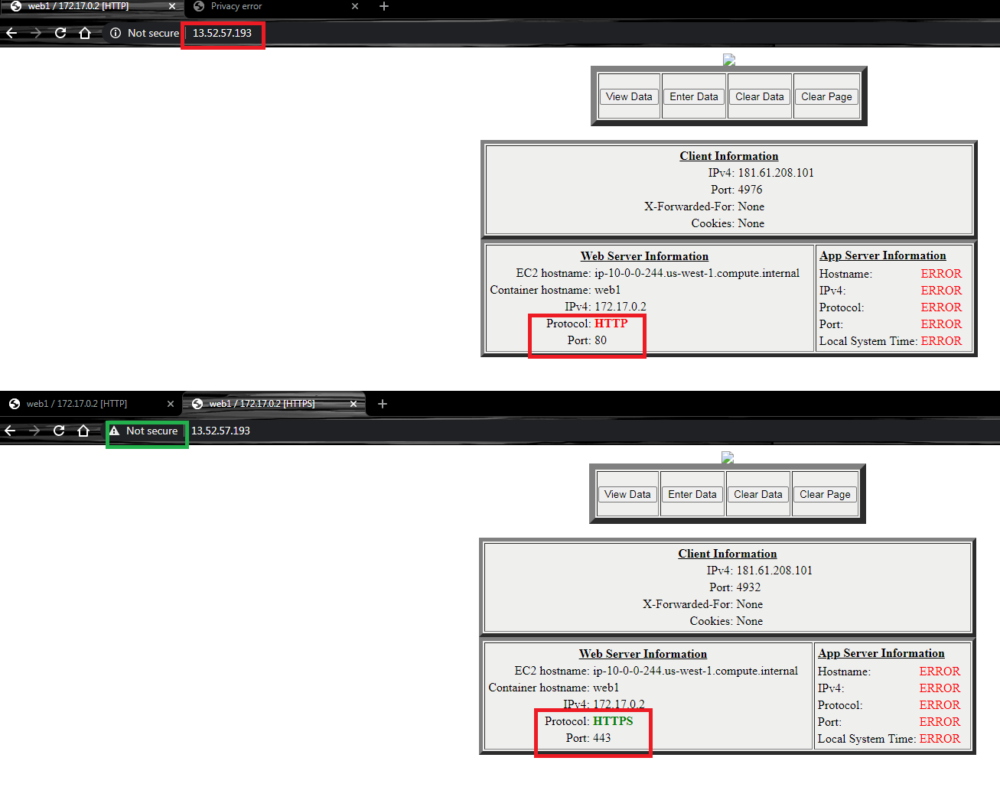 web1 / 172.17.0.2 [HTTP] Privacy error
Not secure 13.52.57.193
View Data Enter Data Clear Data Clear Page
Client Information
IPv4: 181.61.208.101
Port: 4976
X-Forwarded-For: None
Cookies: None
Web Server Information
EC2 hostname: ip-10-0-0-244.us-west-1.compute.internal
Container hostname: web1
IPv4: 172.17.0.2
Protocol: HTTP
Port: 80
App Server Information
Hostname: ERROR
IPv4: ERROR
Protocol: ERROR
Port: ERROR
Local System Time: ERROR
web1 / 172.17.0.2 [HTTP] web1 / 172.17.0.2 [HTTPS]
Not secure 13.52.57.193
View Data Enter Data Clear Data Clear Page
Client Information
IPv4: 181.61.208.101
Port: 4932
X-Forwarded-For: None
Cookies: None
Web Server Information
EC2 hostname: ip-10-0-0-244.us-west-1.compute.internal
Container hostname: web1
IPv4: 172.17.0.2
Protocol: HTTPS
Port: 443
App Server Information
Hostname: ERROR
IPv4: ERROR
Protocol: ERROR
Port: ERROR
Local System Time: ERROR